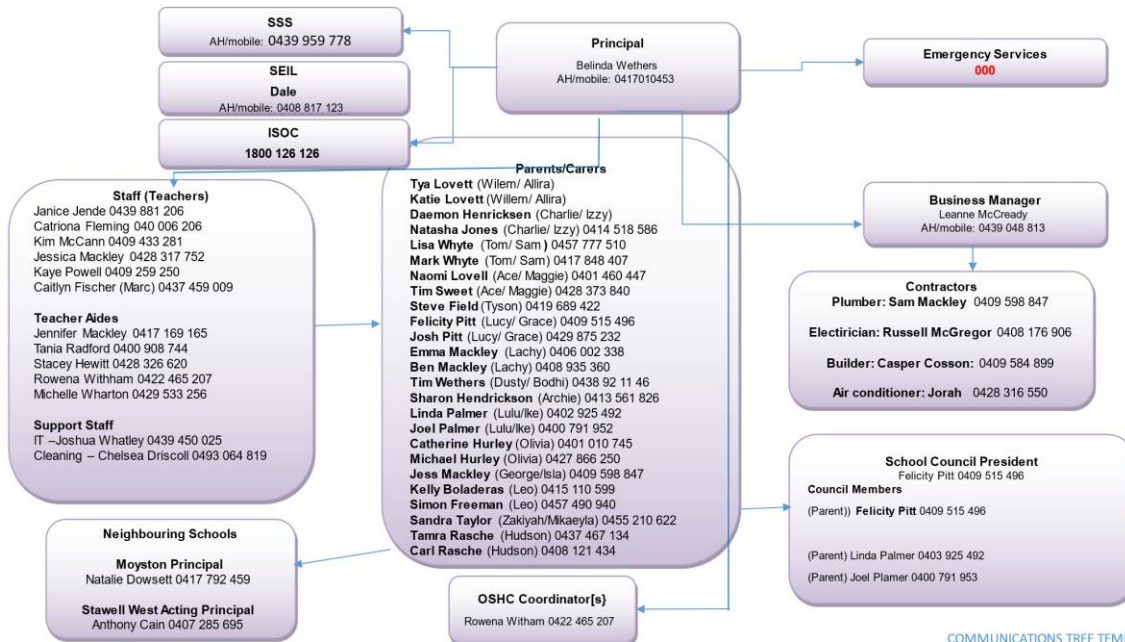 SSS
AH/mobile: 0439 959 778
SEIL
Dale
AH/mobile: 0408 817 123
ISOC
1800 126 126
Principal
Belinda Wethers
AH/mobile: 0417010453
Emergency Services
000
Staff (Teachers)
Janice Jende 0439 881 206
Catriona Fleming 040 006 206
Kim McCann 0409 433 281
Jessica Mackley 0428 317 752
Kaye Powell 0409 259 250
Caitlyn Fischer (Marc) 0437 459 009
Teacher Aides
Jennifer Mackley 0417 169 165
Tania Radford 0400 908 744
Stacey Hewitt 0428 326 620
Rowena Withham 0422 465 207
Michelle Wharton 0429 533 256
Support Staff
IT –Joshua Whatley 0439 450 025
Cleaning – Chelsea Driscoll 0493 064 819
Parents/Carers
Tya Lovett (Wilem/ Allira)
Katie Lovett (Willem/ Allira)
Daemon Henricksen (Charlie/ Izzy)
Natasha Jones (Charlie/ Izzy) 0414 518 586
Lisa Whyte (Tom/ Sam ) 0457 777 510
Mark Whyte (Tom/ Sam) 0417 848 407
Naomi Lovell (Ace/ Maggie) 0401 460 447
Tim Sweet (Ace/ Maggie) 0428 373 840
Steve Field (Tyson) 0419 689 422
Felicity Pitt (Lucy/ Grace) 0409 515 496
Josh Pitt (Lucy/ Grace) 0429 875 232
Emma Mackley (Lachy) 0406 002 338
Ben Mackley (Lachy) 0408 935 360
Tim Wethers (Dusty/ Bodhi) 0438 92 11 46
Sharon Hendrickson (Archie) 0413 561 826
Linda Palmer (Lulu/Ike) 0402 925 492
Joel Palmer (Lulu/Ike) 0400 791 952
Catherine Hurley (Olivia) 0401 010 745
Michael Hurley (Olivia) 0427 866 250
Jess Mackley (George/Isla) 0409 598 847
Kelly Boladeras (Leo) 0415 110 599
Simon Freeman (Leo) 0457 490 940
Sandra Taylor (Zakiyah/Mikaeyla) 0455 210 622
Tamra Rasche (Hudson) 0437 467 134
Carl Rasche (Hudson) 0408 121 434
Business Manager
Leanne McCready
AH/mobile: 0439 048 813
Contractors
Plumber: Sam Mackley 0409 598 847
Electirician: Russell McGregor 0408 176 906
Builder: Casper Cosson: 0409 584 899
Air conditioner: Jorah 0428 316 550
School Council President
Felicity Pitt 0409 515 496
Council Members
(Parent)) Felicity Pitt 0409 515 496
(Parent) Linda Palmer 0403 925 492
(Parent) Joel Plamer 0400 791 953
Neighbouring Schools
Moyston Principal
Natalie Dowsett 0417 792 459
Stawell West Acting Principal
Anthony Cain 0407 285 695
OSHC Coordinator[s}
Rowena Witham 0422 465 207
COMMUNICATIONS TREE